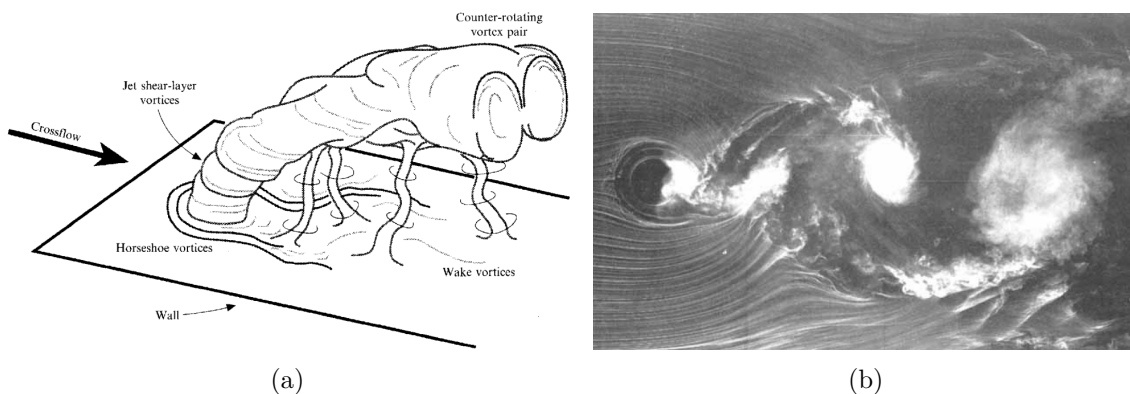 Counter-rotating
vortex pair
Jet shear-layer
vortices
Crossflow
Horseshoe vortices
Wake vortices
Wall
(a)
(b)